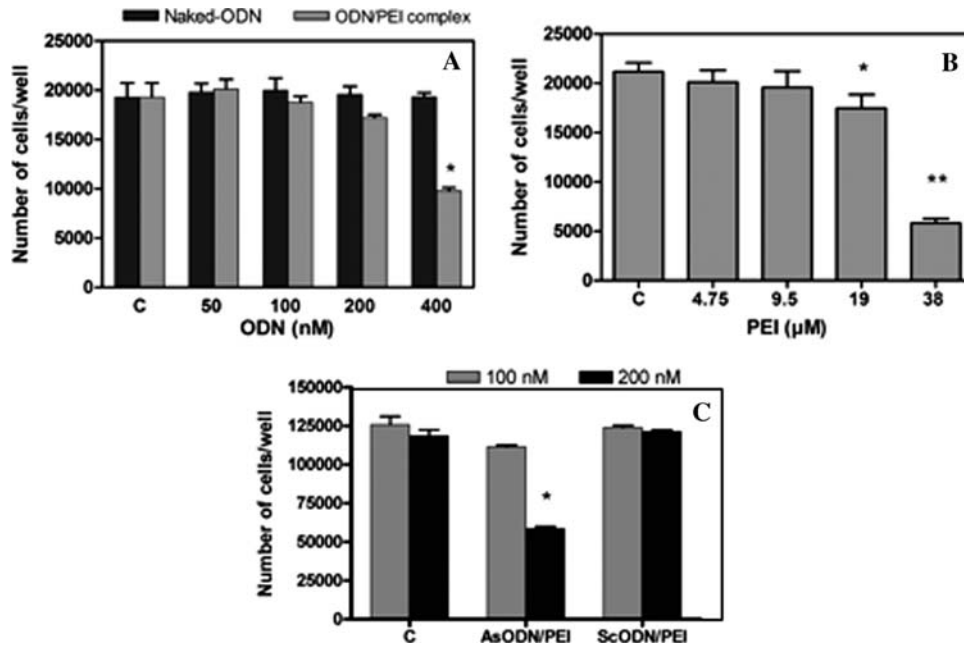 Naked-ODN ODN/PEI complex
A
Number of cells/well
25000
20000
15000
10000
5000
0
*
C 50 100 200 400
ODN (nM)
B
Number of cells/well
25000
20000
15000
10000
5000
0
*
**
C 4.75 9.5 19 38
PEI (µM)
100 nM 200 nM
C
Number of cells/well
150000
125000
100000
75000
50000
25000
0
*
C AsODN/PEI ScODN/PEI